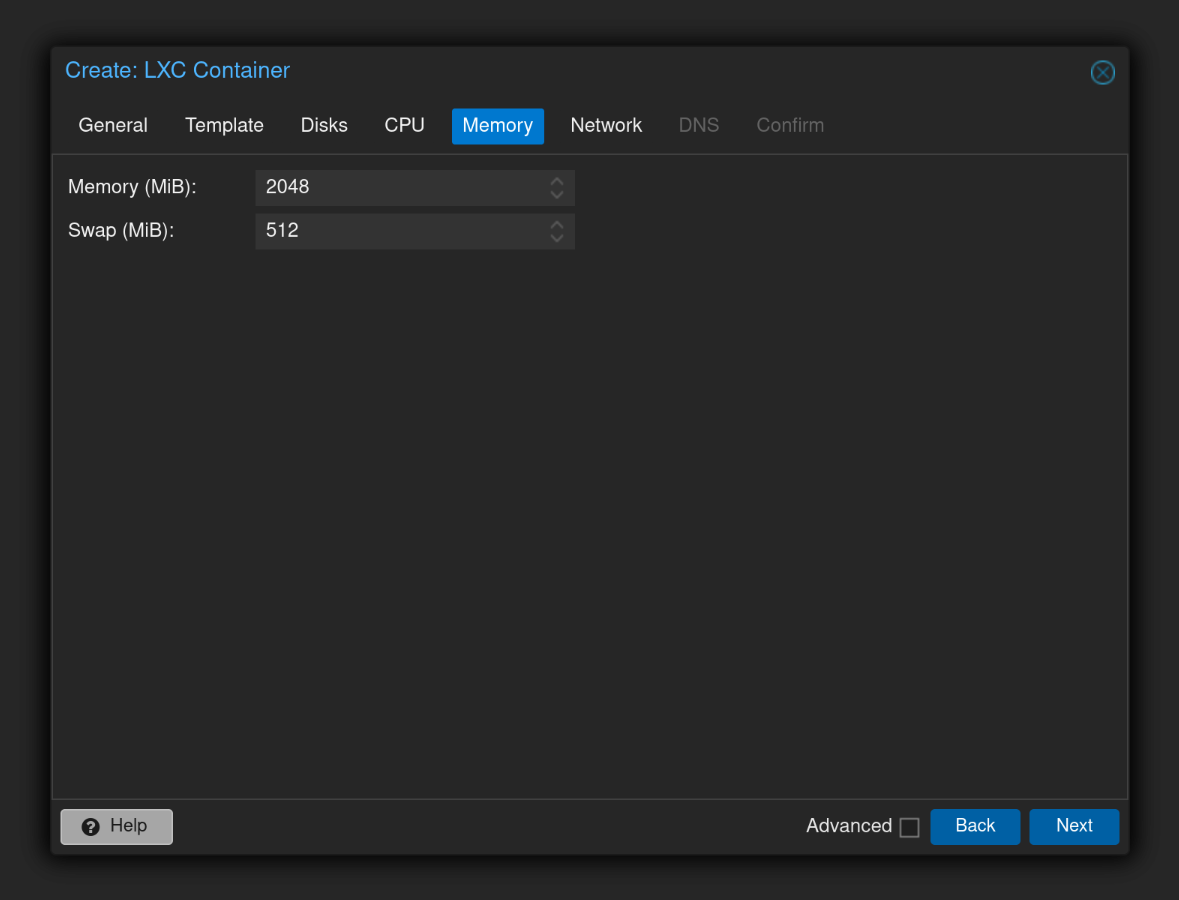 Create: LXC Container
General Template Disks CPU Memory Network DNS Confirm
Memory (MiB): 2048
Swap (MiB): 512
Help Advanced Back Next